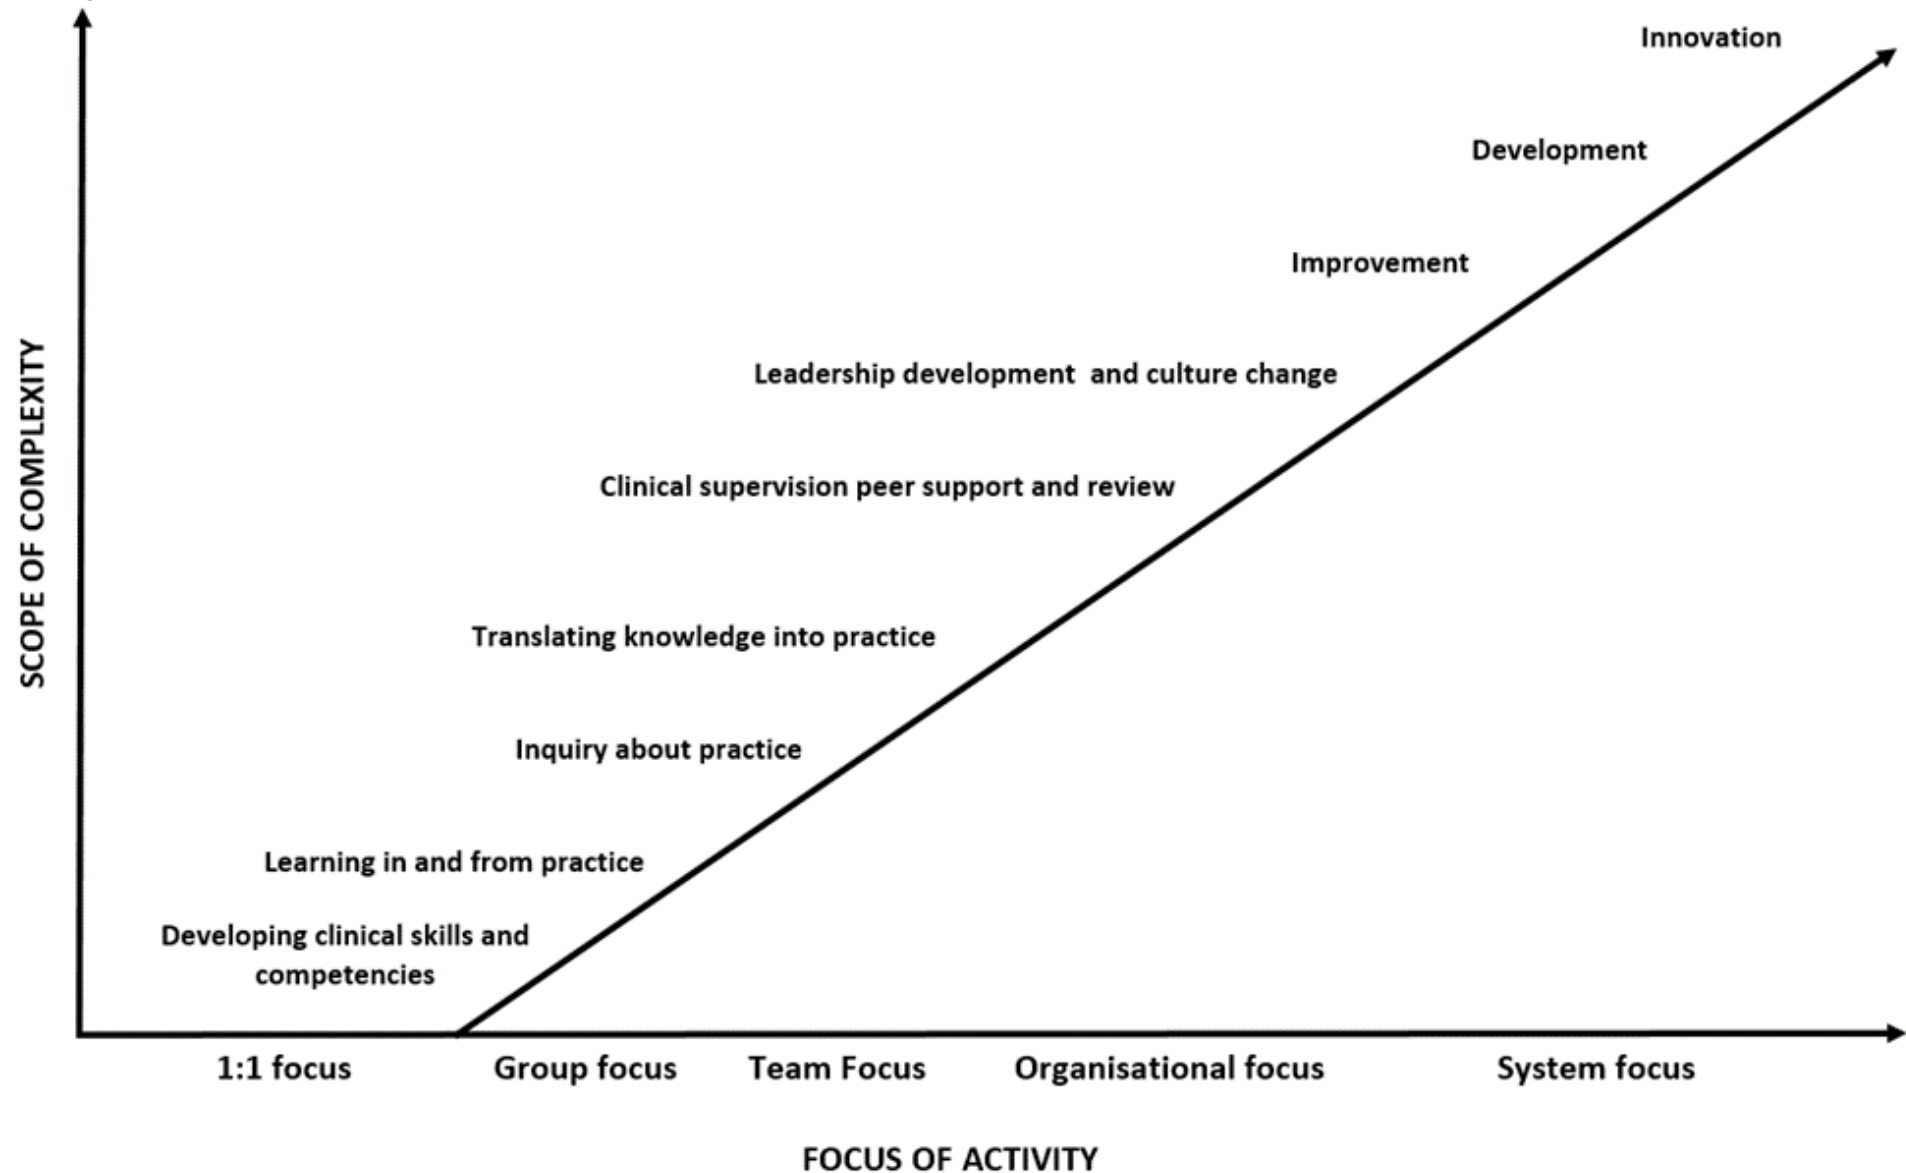 Innovation
Development
Improvement
Leadership development  and culture change
Clinical supervision peer support and review
Translating knowledge into practice
Inquiry about practice
Learning in and from practice
Developing clinical skills and
competencies
SCOPE OF COMPLEXITY
1:1 focus
Group focus
Team Focus
Organisational focus
System focus
FOCUS OF ACTIVITY